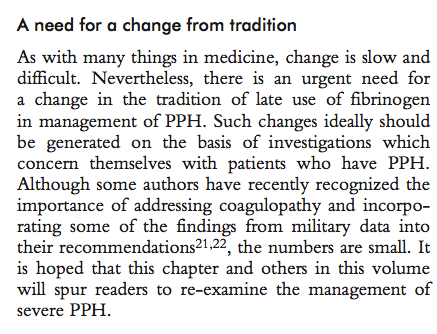 A need for a change from tradition
As with many things in medicine, change is slow and
difficult. Nevertheless, there is an urgent need for
a change in the tradition of late use of fibrinogen
in management of PPH. Such changes ideally should
be generated on the basis of investigations which
concern themselves with patients who have PPH.
Although some authors have recently recognized the
importance of addressing coagulopathy and incorpo-
rating some of the findings from military data into
their recommendations21,22, the numbers are small. It
is hoped that this chapter and others in this volume
will spur readers to re-examine the management of
severe PPH.